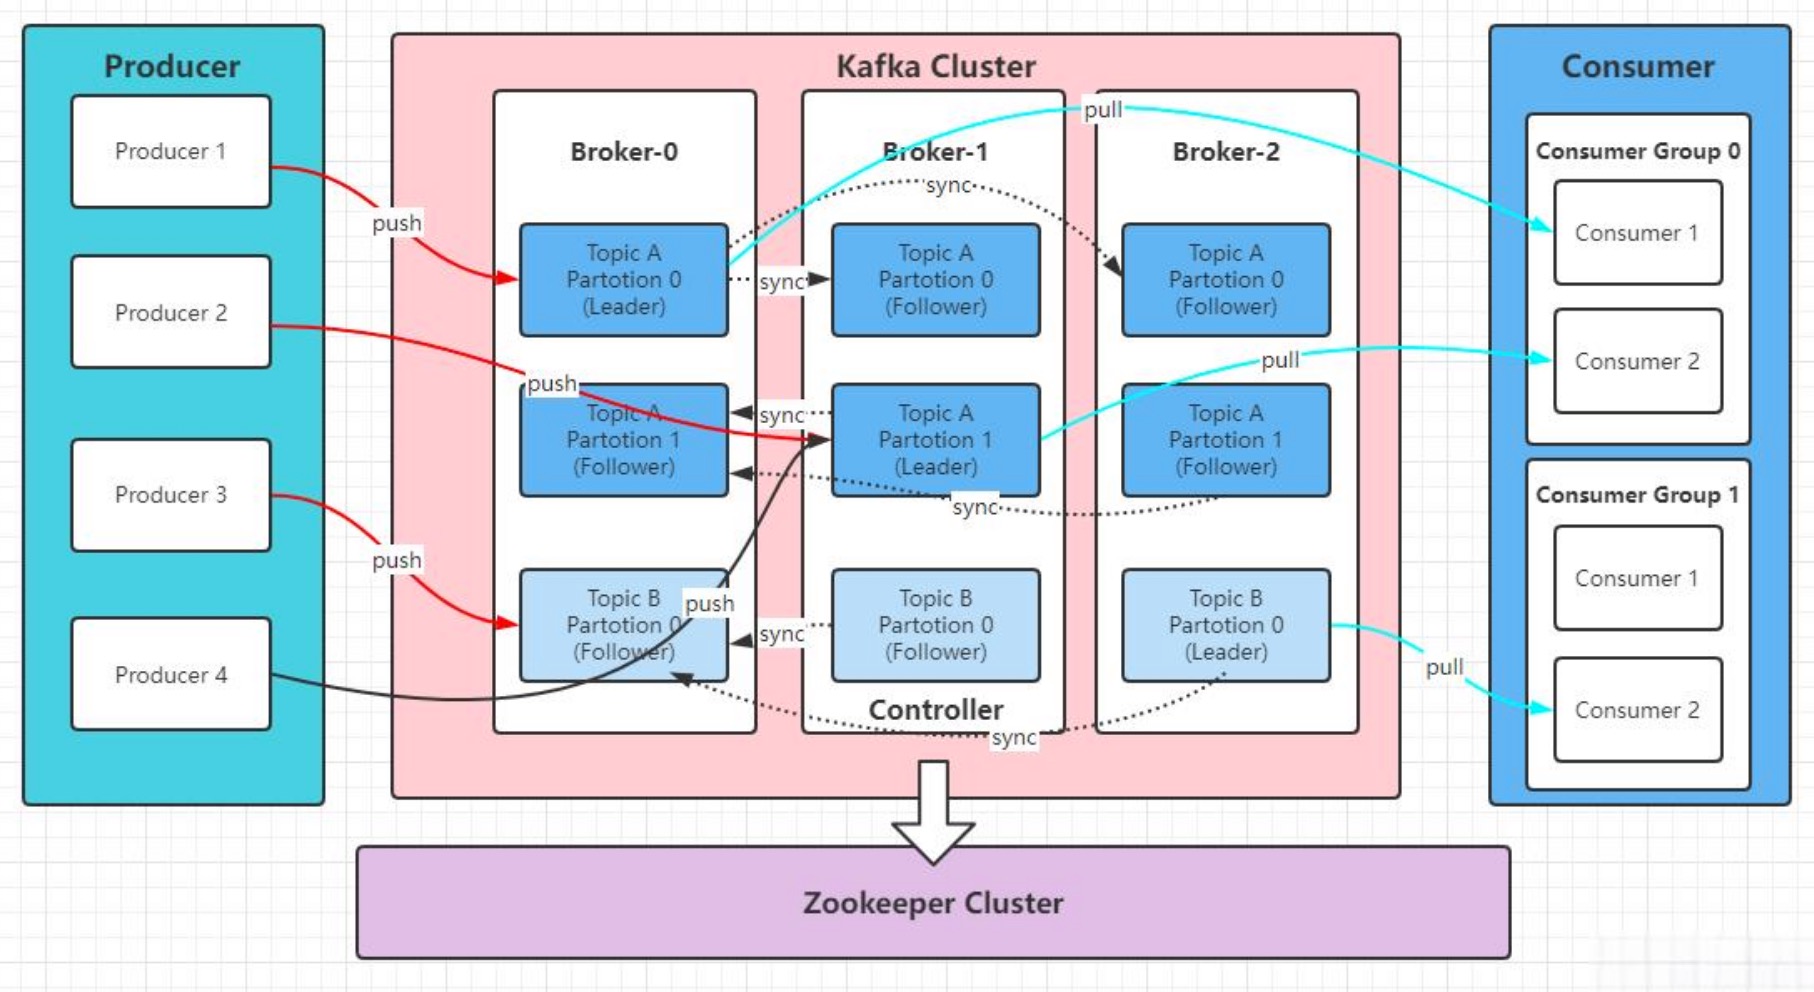 Producer
Producer 1
Producer 2
Producer 3
Producer 4
push
push
push
push
Kafka Cluster
Broker-0
Topic A
Partotion 0
(Leader)
Topic A
Partotion 1
(Follower)
Topic B
Partotion 0
(Follower)
sync
sync
sync
sync
sync
sync
Broker-1
Topic A
Partotion 0
(Follower)
Topic A
Partotion 1
(Leader)
Topic B
Partotion 0
(Follower)
Controller
Broker-2
Topic A
Partotion 0
(Follower)
Topic A
Partotion 1
(Follower)
Topic B
Partotion 0
(Leader)
pull
pull
pull
Consumer
Consumer Group 0
Consumer 1
Consumer 2
Consumer Group 1
Consumer 1
Consumer 2
Zookeeper Cluster